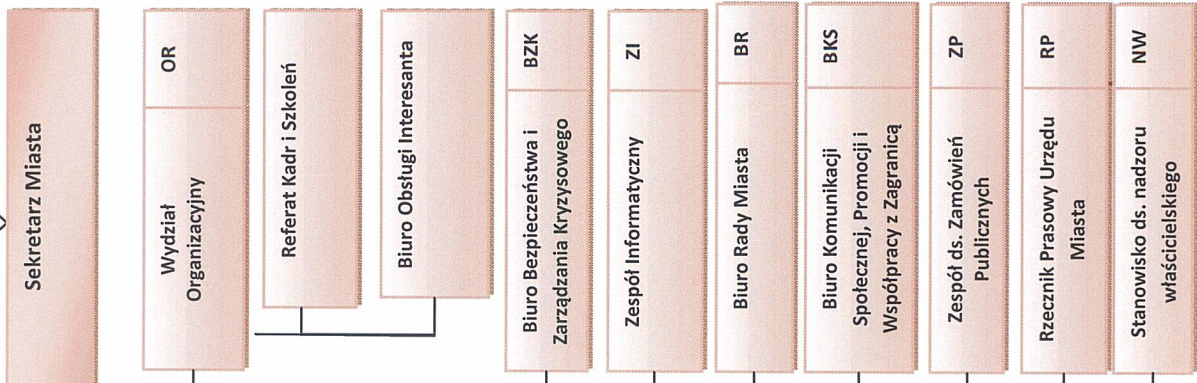 Sekretarz Miasta
Wydział
Organizacyjny
OR
Referat Kadr i Szkoleń
Biuro Obsługi Interesanta
Biuro Bezpieczeństwa i
Zarządzania Kryzysowego
BZK
Zespół Informatyczny
ZI
Biuro Rady Miasta
BR
Biuro Komunikacji
Społecznej, Promocji i
Współpracy z Zagranicą
BKS
Zespół ds. Zamówień
Publicznych
ZP
Rzecznik Prasowy Urzędu
Miasta
RP
Stanowisko ds. nadzoru
właścicielskiego
NW